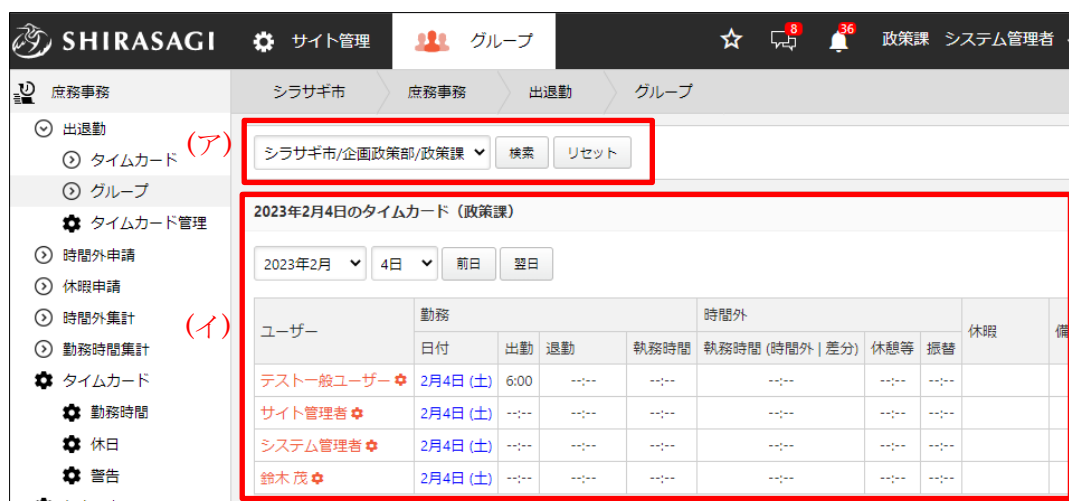 SHIRASAGI サイト管理 グループ 8 36 政策課 システム管理者
庶務事務 シラサギ市 庶務事務 出退勤 グループ
出退勤
(ア) シラサギ市/企画政策部/政策課 検索 リセット
タイムカード
グループ
2023年2月4日のタイムカード（政策課）
タイムカード管理
時間外申請
2023年2月 4日 前日 翌日
休暇申請
時間外集計
(イ) ユーザー 勤務 時間外 休暇 備
勤務時間集計
日付 出勤 退勤 執務時間 執務時間 (時間外 | 差分) 休憩等 振替
タイムカード
テスト一般ユーザー 2月4日 (土) 6:00 --:-- --:-- --:-- --:-- --:--
勤務時間
サイト管理者 2月4日 (土) --:-- --:-- --:-- --:-- --:-- --:--
休日
システム管理者 2月4日 (土) --:-- --:-- --:-- --:-- --:-- --:--
警告
鈴木 茂 2月4日 (土) --:-- --:-- --:-- --:-- --:-- --:--